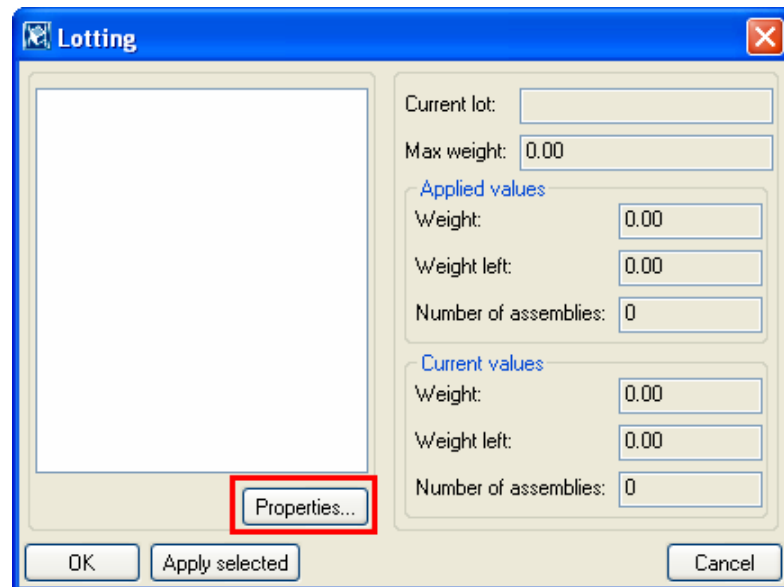 Lotting
Current lot:
Max weight: 0.00
Applied values
Weight: 0.00
Weight left: 0.00
Number of assemblies: 0
Current values
Weight: 0.00
Weight left: 0.00
Number of assemblies: 0
Properties...
OK Apply selected Cancel